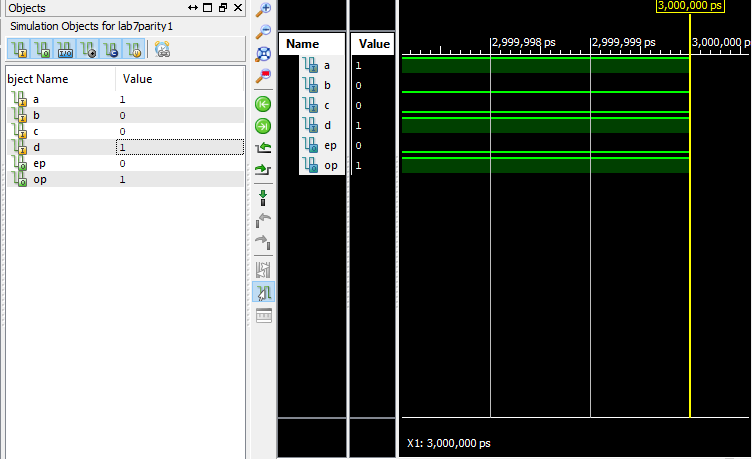 Objects
Simulation Objects for lab7parity1
bject Name Value
a 1
b 0
c 0
d 1
ep 0
op 1
Name Value
a 1
b 0
c 0
d 1
ep 0
op 1
3,000,000 ps
2,999,998 ps 2,999,999 ps 3,000,000 ps
X1: 3,000,000 ps